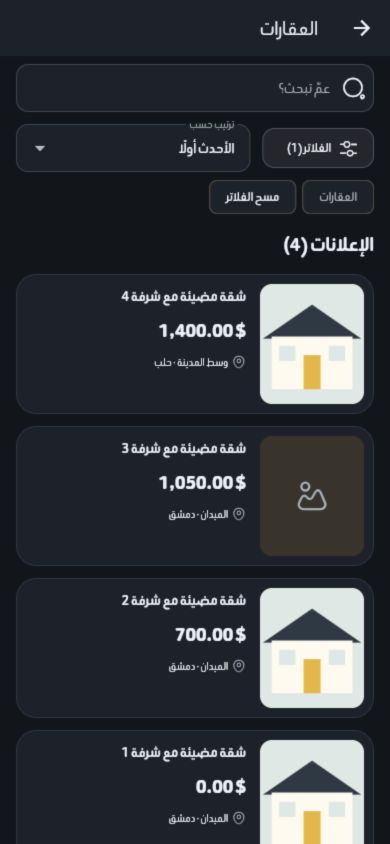 العقارات
عمّ تبحث؟
ترتيب حسب
الفلاتر(1)
الأحدث أولًا
العقارات
مسح الفلاتر
الإعلانات (4)
شقة مضيئة مع شرفة 4
1,400.00$
وسط المدينة · حلب
شقة مضيئة مع شرفة 3
1,050.00$
الميدان · دمشق
شقة مضيئة مع شرفة 2
700.00$
الميدان · دمشق
شقة مضيئة مع شرفة 1
0.00$
الميدان · دمشق